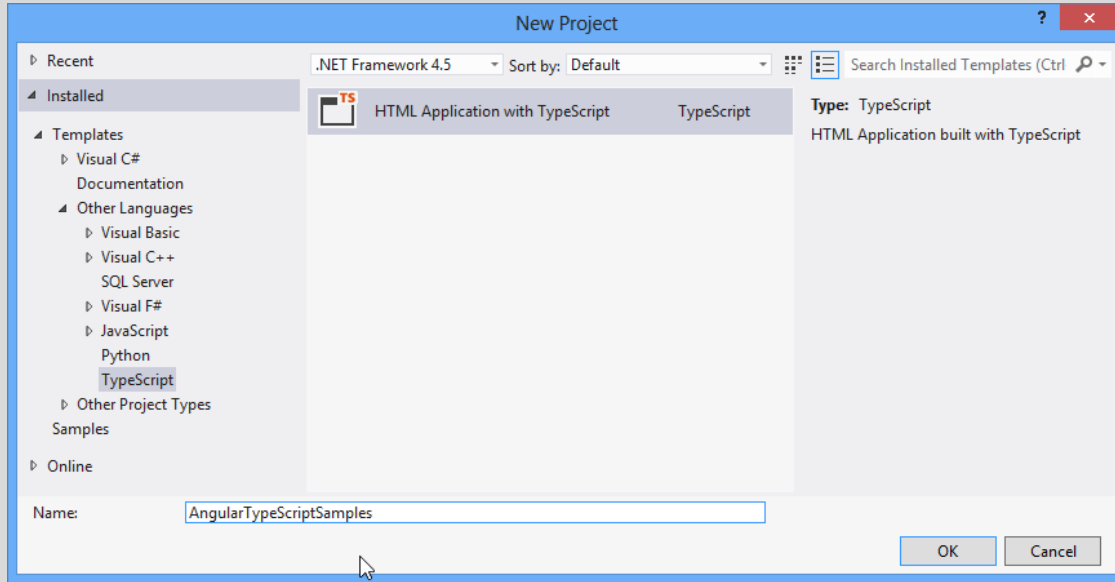 New Project
?
Recent
.NET Framework 4.5 Sort by: Default
Search Installed Templates (Ctrl
Installed
Templates
Visual C#
Documentation
Other Languages
Visual Basic
Visual C++
SQL Server
Visual F#
JavaScript
Python
TypeScript
Other Project Types
Samples
Online
TS
HTML Application with TypeScript TypeScript
Type: TypeScript
HTML Application built with TypeScript
Name: AngularTypeScriptSamples
OK Cancel